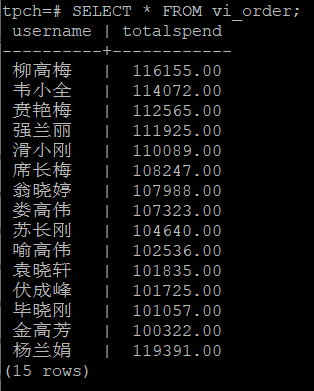 tpch=# SELECT * FROM vi_order;
username | totalspend
----------+-------------
柳高梅 | 116155.00
韦小全 | 114072.00
贲艳梅 | 112565.00
强兰丽 | 111925.00
滑小刚 | 110089.00
席长梅 | 108247.00
翁晓婷 | 107988.00
娄高伟 | 107323.00
苏长刚 | 104640.00
喻高伟 | 102536.00
袁晓轩 | 101835.00
伏成峰 | 101725.00
毕晓刚 | 101057.00
金高芳 | 100322.00
杨兰娟 | 119391.00
(15 rows)